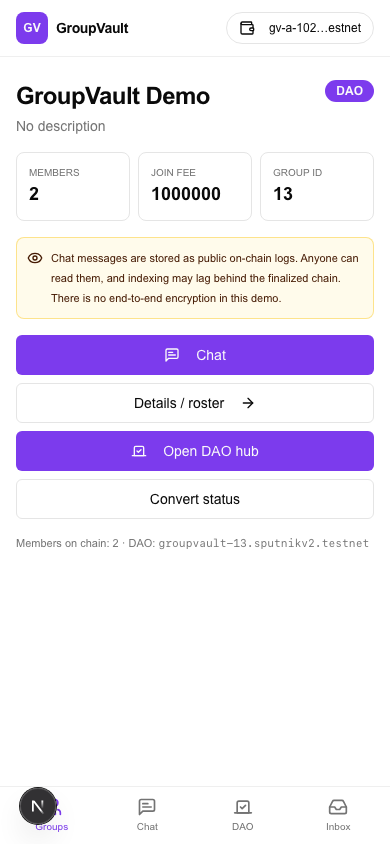 GV GroupVault gv-a-102…estnet
GroupVault Demo DAO
No description
MEMBERS JOIN FEE GROUP ID
2 1000000 13
Chat messages are stored as public on-chain logs. Anyone can
read them, and indexing may lag behind the finalized chain.
There is no end-to-end encryption in this demo.
Chat
Details / roster
Open DAO hub
Convert status
Members on chain: 2 · DAO: groupvault-13.sputnikv2.testnet
N
Groups Chat DAO Inbox